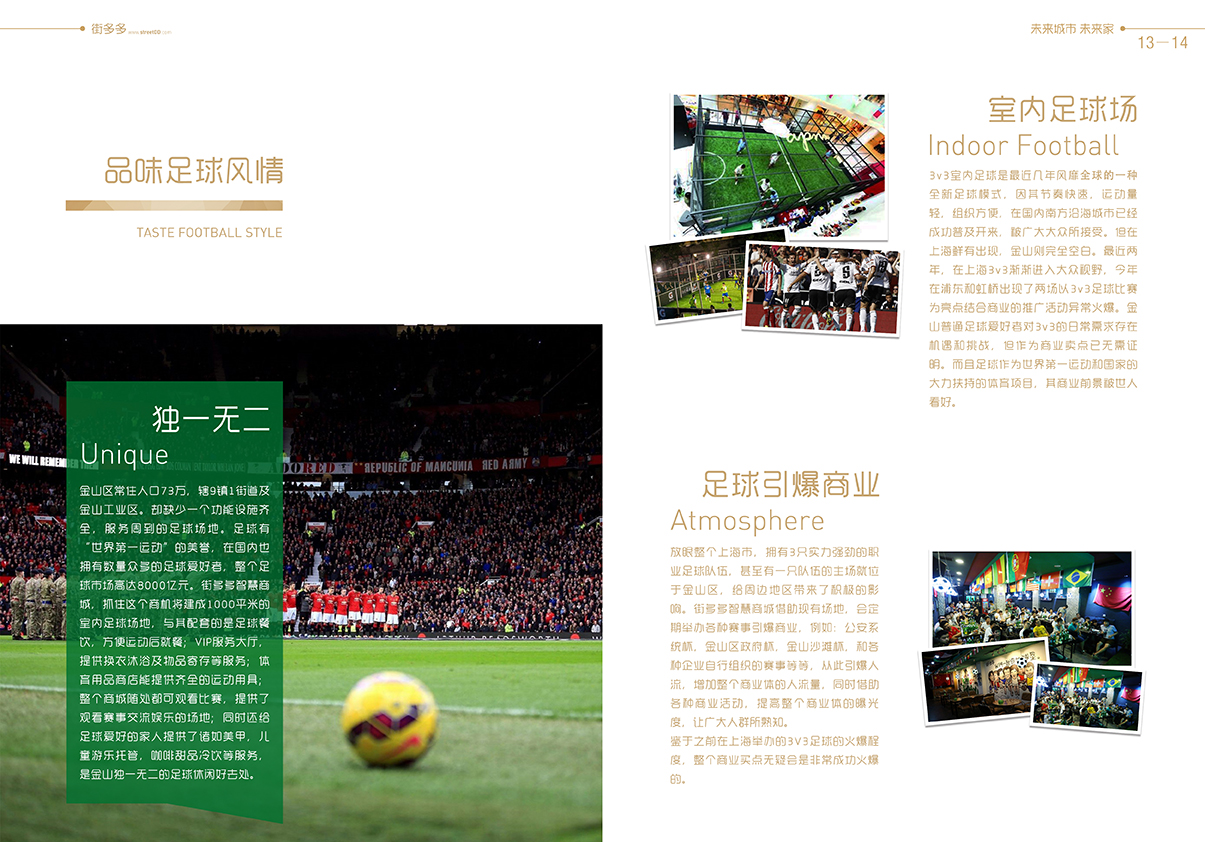 街多多 www.streetDD.com
未来城市 未来家
13—14
品味足球风情
TASTE FOOTBALL STYLE
WE WILL REMEMBER THEM
REPUBLIC OF MANCUNIA RED ARMY
独一无二
Unique
金山区常住人口73万，辖9镇1街道及
金山工业区。却缺少一个功能设施齐
全，服务周到的足球场地。足球有
“世界第一运动”的美誉，在国内也
拥有数量众多的足球爱好者，整个足
球市场高达8000亿元。街多多智慧商
城，抓住这个商机将建成1000平米的
室内足球场地，与其配套的是足球餐
饮，方便运动后就餐；VIP服务大厅，
提供换衣沐浴及物品寄存等服务；体
育用品商店能提供齐全的运动用具；
整个商城随处都可观看比赛，提供了
观看赛事交流娱乐的场地；同时还给
足球爱好的家人提供了诸如美甲，儿
童游乐托管，咖啡甜品冷饮等服务，
是金山独一无二的足球休闲好去处。
室内足球场
Indoor Football
3v3室内足球是最近几年风靡全球的一种
全新足球模式，因其节奏快速，运动量
轻，组织方便，在国内南方沿海城市已经
成功普及开来，被广大大众所接受。但在
上海鲜有出现，金山则完全空白。最近两
年，在上海3v3渐渐进入大众视野，今年
在浦东和虹桥出现了两场以3v3足球比赛
为亮点结合商业的推广活动异常火爆。金
山普通足球爱好者对3v3的日常需求存在
机遇和挑战，但作为商业卖点已无需证
明。而且足球作为世界第一运动和国家的
大力扶持的体育项目，其商业前景被世人
看好。
足球引爆商业
Atmosphere
放眼整个上海市，拥有3只实力强劲的职
业足球队伍，甚至有一只队伍的主场就位
于金山区，给周边地区带来了积极的影
响。街多多智慧商城借助现有场地，会定
期举办各种赛事引爆商业，例如：公安系
统杯，金山区政府杯，金山沙滩杯，和各
种企业自行组织的赛事等等，从此引爆人
流，增加整个商业体的人流量，同时借助
各种商业活动，提高整个商业体的曝光
度，让广大人群所熟知。
鉴于之前在上海举办的3V3足球的火爆程
度，整个商业买点无疑会是非常成功火爆
的。